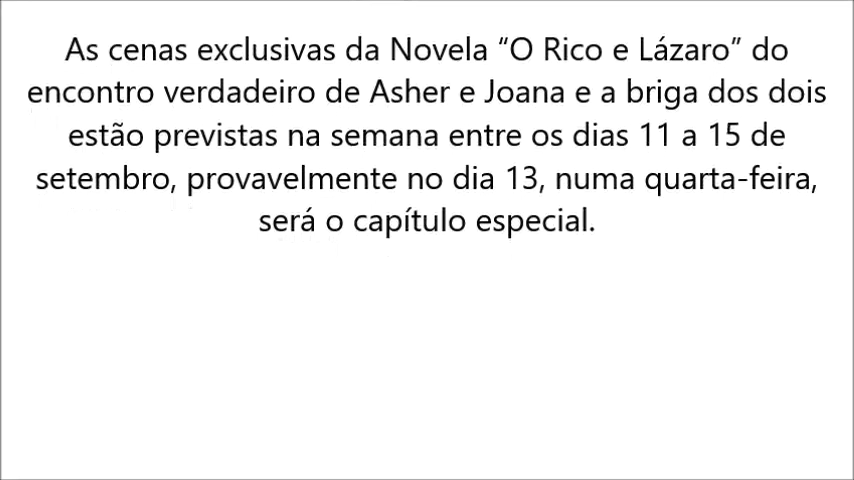 As cenas exclusivas da Novela “O Rico e Lázaro” do
encontro verdadeiro de Asher e Joana e a briga dos dois
estão previstas na semana entre os dias 11 a 15 de
setembro, provavelmente no dia 13, numa quarta-feira,
será o capítulo especial.